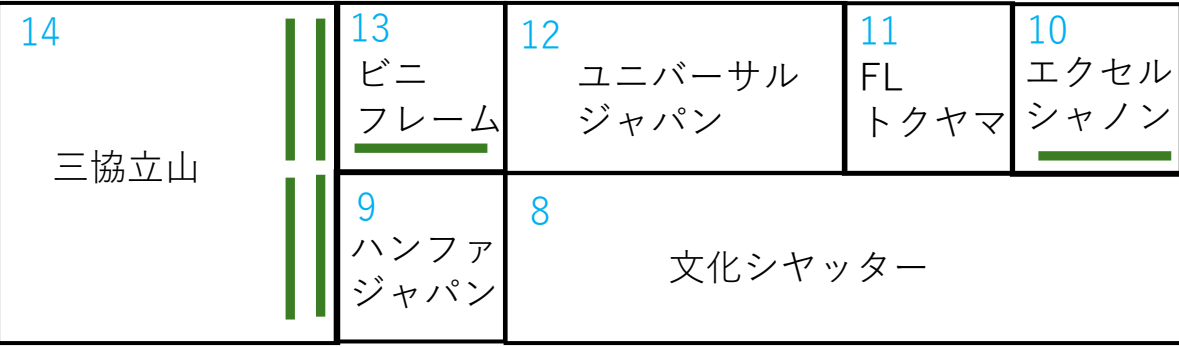 14
三協立山
13
ビニ
フレーム
12
ユニバーサル
ジャパン
11
FL
トクヤマ
10
エクセル
シャノン
9
ハンファ
ジャパン
8
文化シヤッター